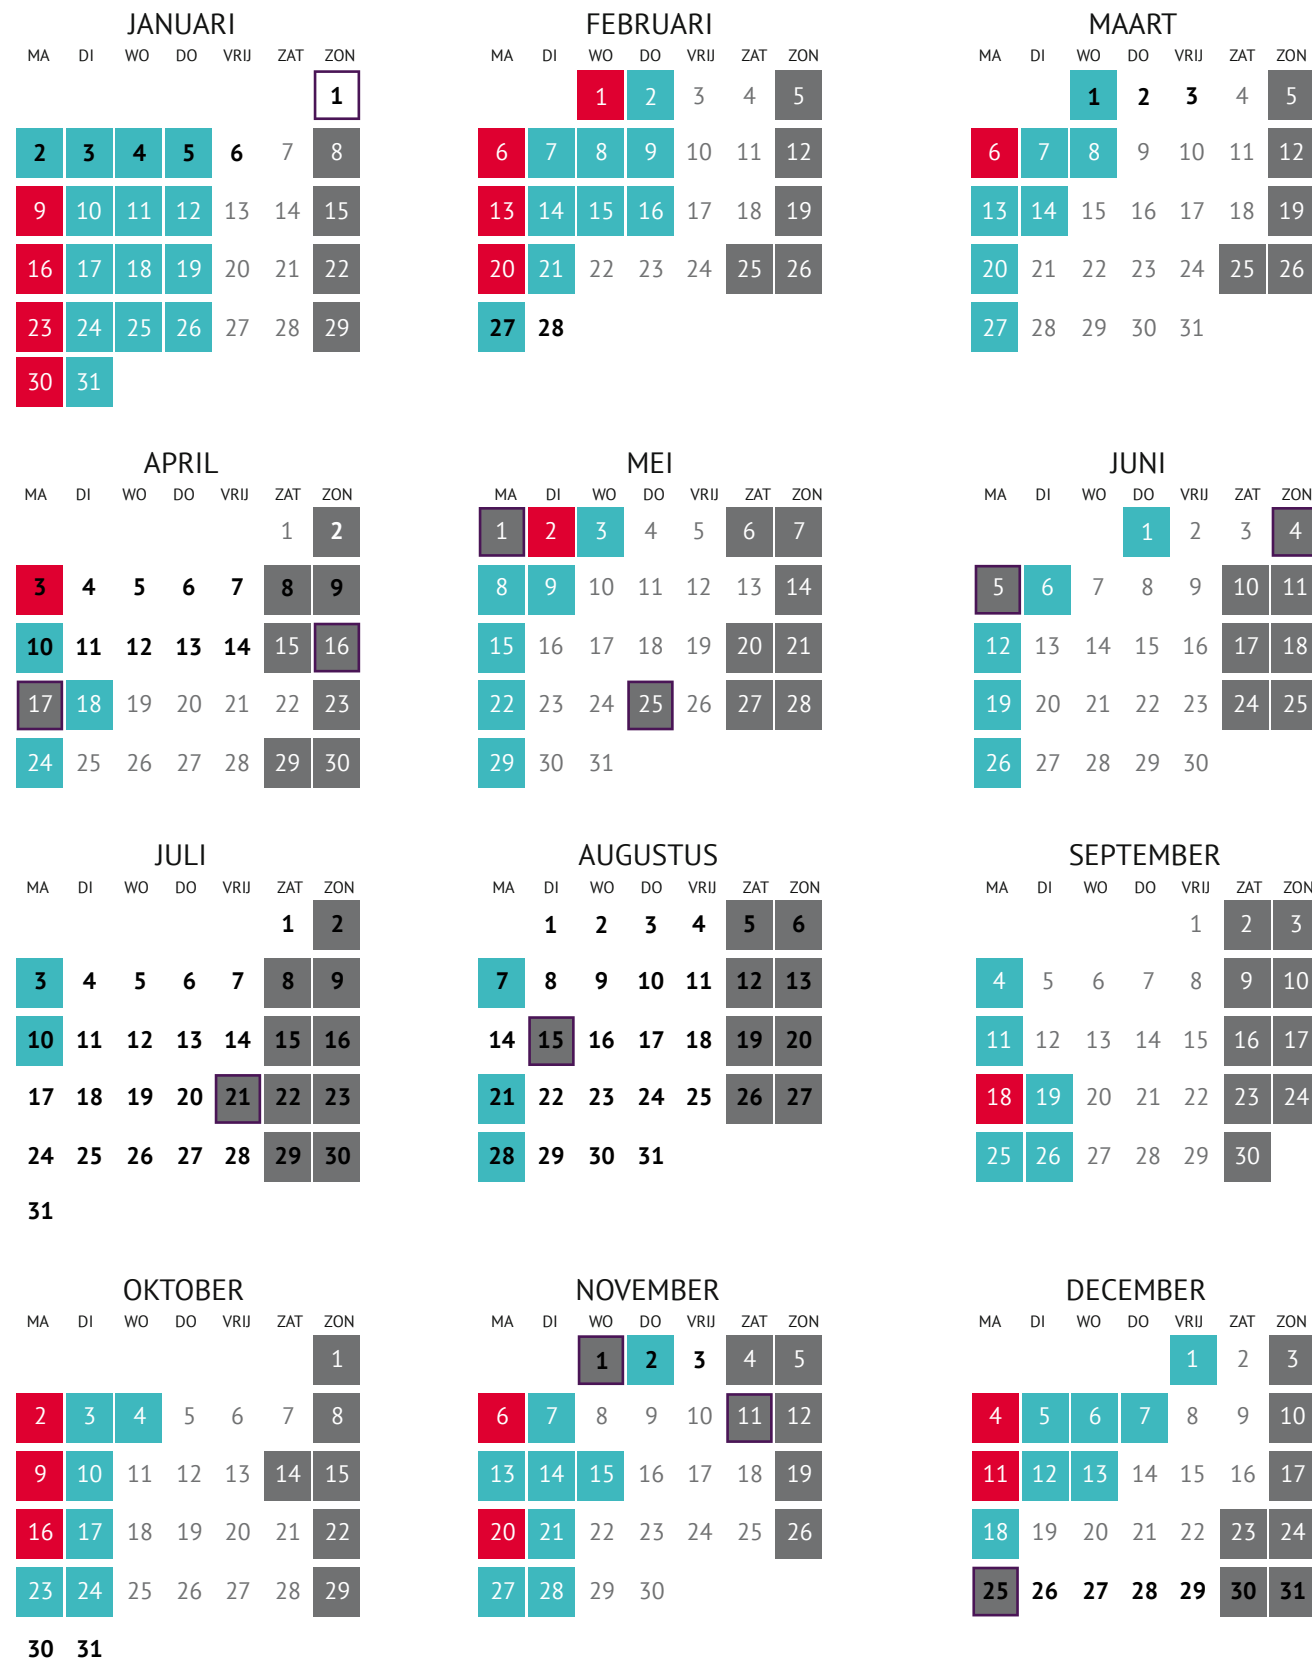 JANUARI FEBRUARI MAART
MA DI WO DO VRIJ ZAT ZON MA DI WO DO VRIJ ZAT ZON MA DI WO DO VRIJ ZAT ZON
1 1 2 3 4 5 1 2 3 4 5
2 3 4 5 6 7 8 6 7 8 9 10 11 12 6 7 8 9 10 11 12
9 10 11 12 13 14 15 13 14 15 16 17 18 19 13 14 15 16 17 18 19
16 17 18 19 20 21 22 20 21 22 23 24 25 26 20 21 22 23 24 25 26
23 24 25 26 27 28 29 27 28 27 28 29 30 31
30 31
APRIL MEI JUNI
MA DI WO DO VRIJ ZAT ZON MA DI WO DO VRIJ ZAT ZON MA DI WO DO VRIJ ZAT ZON
1 2 1 2 3 4 5 6 7 1 2 3 4
3 4 5 6 7 8 9 8 9 10 11 12 13 14 5 6 7 8 9 10 11
10 11 12 13 14 15 16 15 16 17 18 19 20 21 12 13 14 15 16 17 18
17 18 19 20 21 22 23 22 23 24 25 26 27 28 19 20 21 22 23 24 25
24 25 26 27 28 29 30 29 30 31 26 27 28 29 30
JULI AUGUSTUS SEPTEMBER
MA DI WO DO VRIJ ZAT ZON MA DI WO DO VRIJ ZAT ZON MA DI WO DO VRIJ ZAT ZON
1 2 1 2 3 4 5 6 1 2 3
3 4 5 6 7 8 9 7 8 9 10 11 12 13 4 5 6 7 8 9 10
10 11 12 13 14 15 16 14 15 16 17 18 19 20 11 12 13 14 15 16 17
17 18 19 20 21 22 23 21 22 23 24 25 26 27 18 19 20 21 22 23 24
24 25 26 27 28 29 30 28 29 30 31 25 26 27 28 29 30
31
OKTOBER NOVEMBER DECEMBER
MA DI WO DO VRIJ ZAT ZON MA DI WO DO VRIJ ZAT ZON MA DI WO DO VRIJ ZAT ZON
1 1 2 3 4 5 1 2 3
2 3 4 5 6 7 8 6 7 8 9 10 11 12 4 5 6 7 8 9 10
9 10 11 12 13 14 15 13 14 15 16 17 18 19 11 12 13 14 15 16 17
16 17 18 19 20 21 22 20 21 22 23 24 25 26 18 19 20 21 22 23 24
23 24 25 26 27 28 29 27 28 29 30 25 26 27 28 29 30 31
30 31